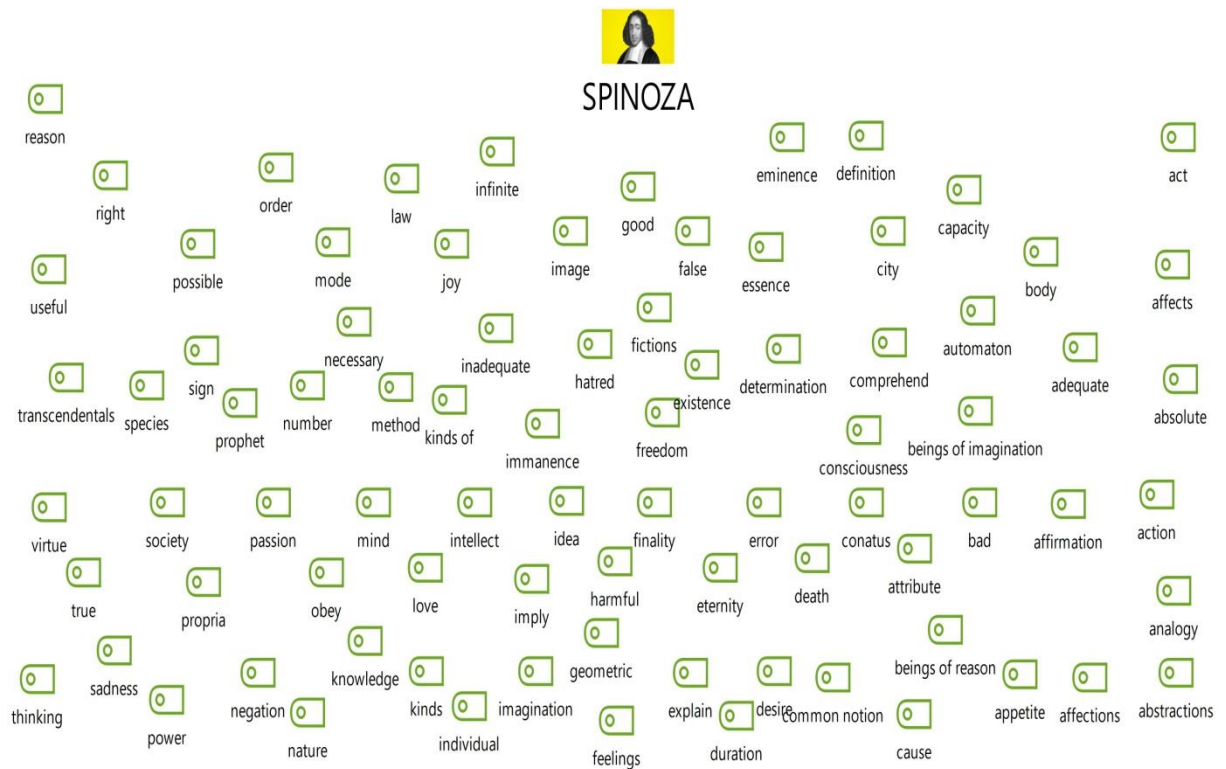 SPINOZA
reason
right
order
law
infinite
good
eminence
definition
capacity
act
useful
possible
mode
joy
image
false
essence
city
body
affects
transcendentals
species
sign
prophet
number
necessary
method
kinds of
inadequate
immanence
hatred
fictions
existence
freedom
determination
comprehend
consciousness
automaton
beings of imagination
adequate
absolute
virtue
society
passion
mind
intellect
idea
finality
error
conatus
bad
affirmation
action
true
propria
obey
love
imply
harmful
eternity
death
attribute
analogy
thinking
sadness
power
negation
nature
knowledge
kinds
individual
imagination
geometric
feelings
explain
duration
desire
common notion
cause
beings of reason
appetite
affections
abstractions